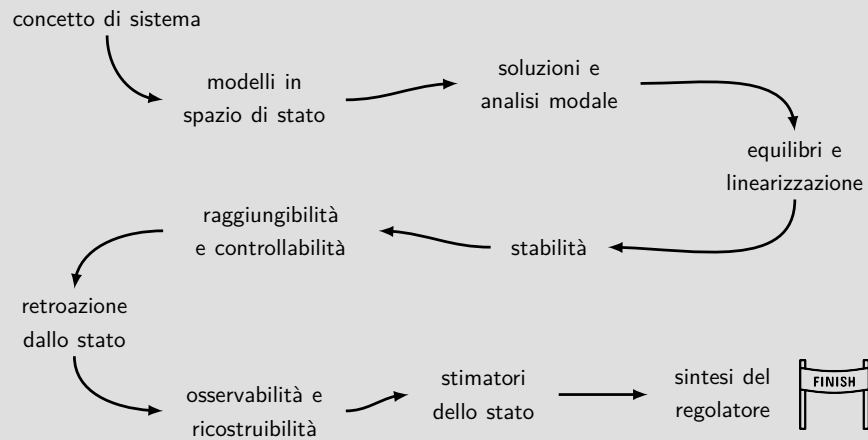 concetto di sistema
modelli in
spazio di stato
soluzioni e
analisi modale
equilibri e
linearizzazione
stabilità
raggiungibilità
e controllabilità
retroazione
dallo stato
osservabilità e
ricostruibilità
stimatori
dello stato
sintesi del
regolatore
FINISH